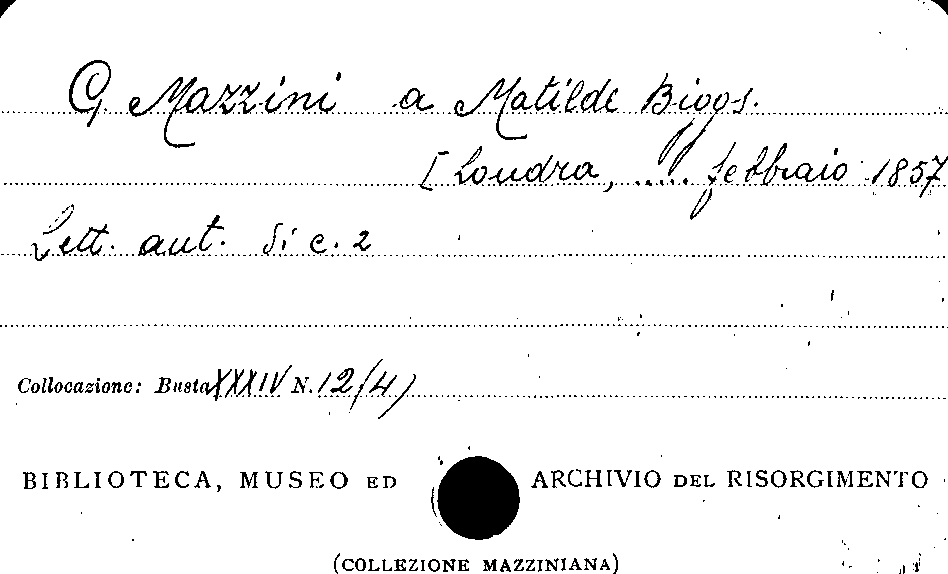 G. Mazzini a Matilde Biggs.
[Londra, ..... febbraio 1857
Lett. aut. di c. 2
Collocazione: Busta XXXIV N. 12(4)
BIBLIOTECA, MUSEO ED ARCHIVIO DEL RISORGIMENTO
(COLLEZIONE MAZZINIANA)